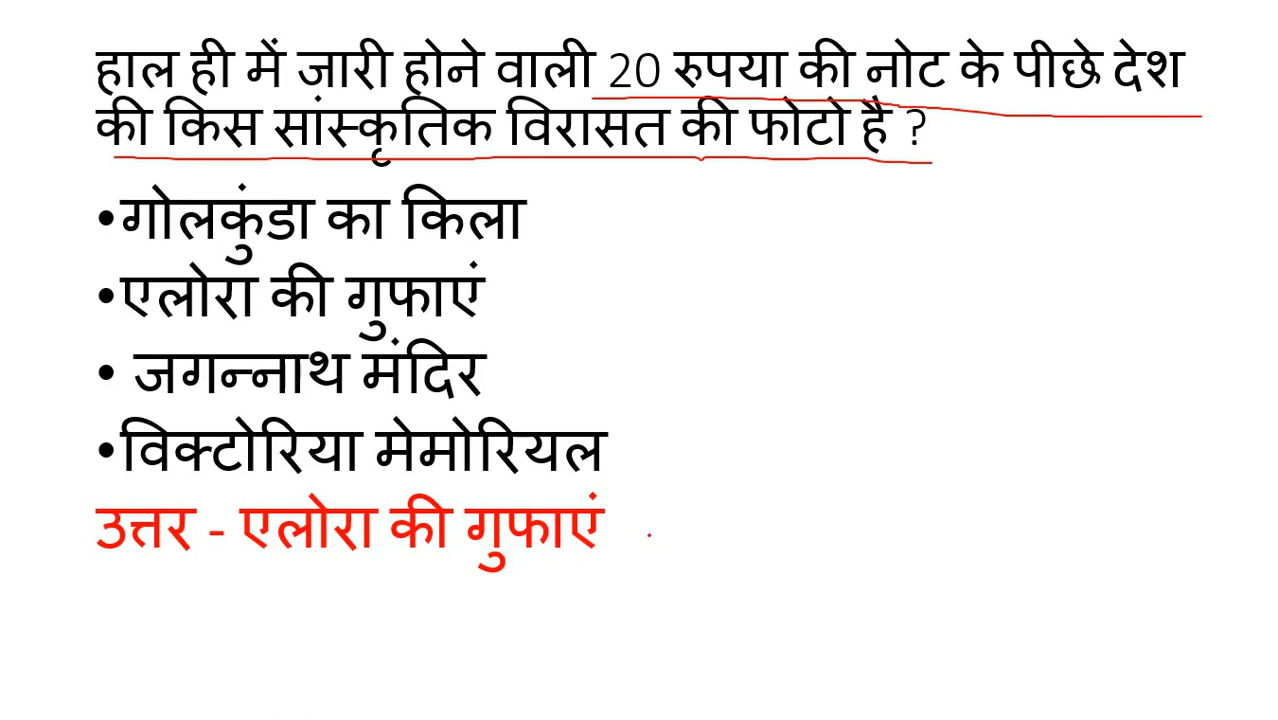 हाल ही में जारी होने वाली 20 रुपया की नोट के पीछे देश
की किस सांस्कृतिक विरासत की फोटो है ?
•गोलकुंडा का किला
•एलोरा की गुफाएं
• जगन्नाथ मंदिर
•विक्टोरिया मेमोरियल
उत्तर - एलोरा की गुफाएं